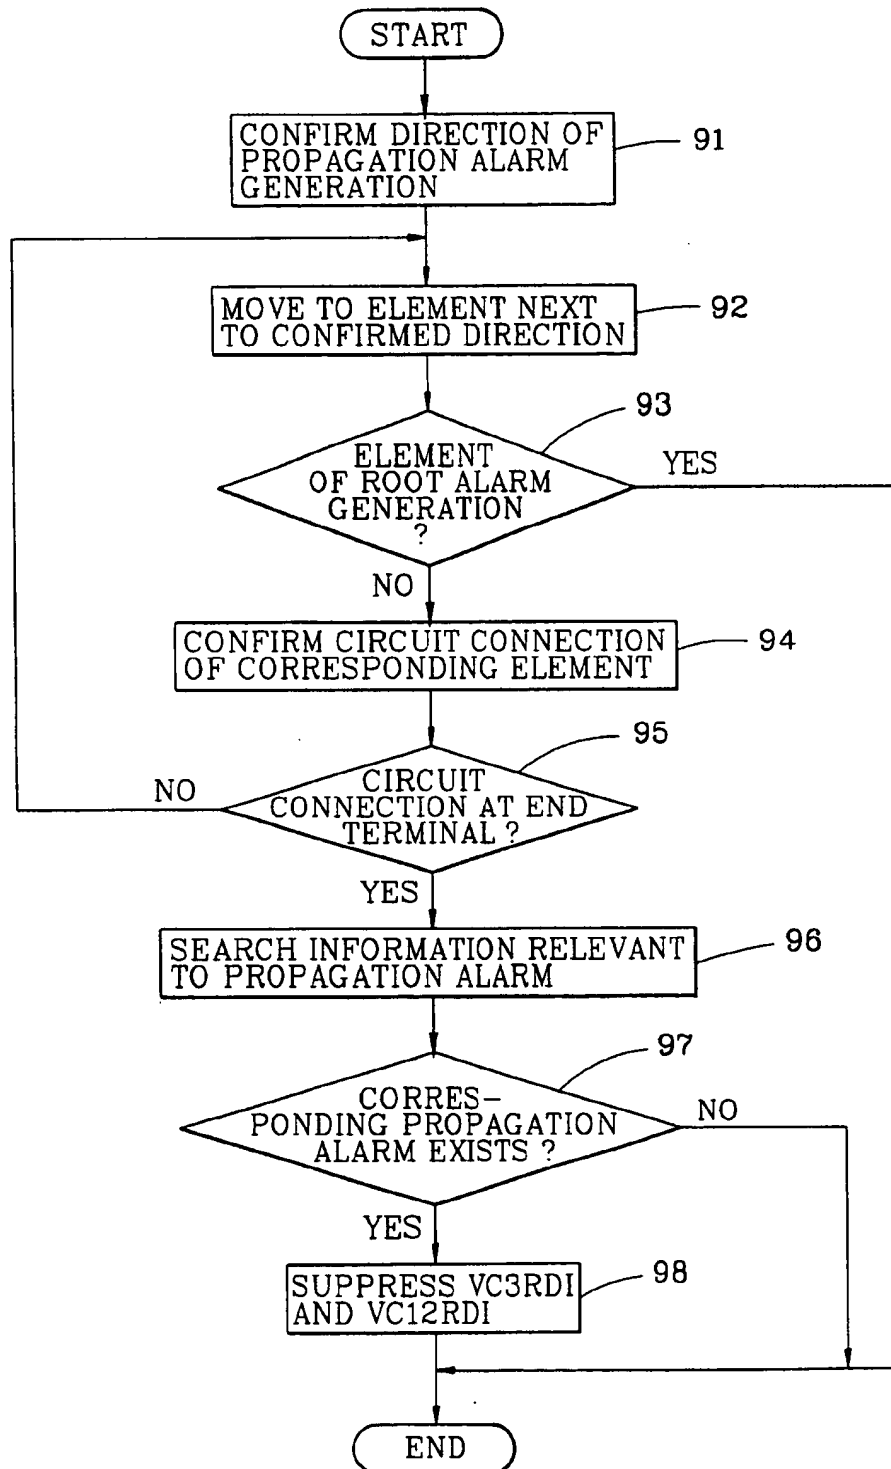 START
CONFIRM DIRECTION OF
PROPAGATION ALARM
GENERATION
91
MOVE TO ELEMENT NEXT
TO CONFIRMED DIRECTION
92
93
ELEMENT
OF ROOT ALARM
GENERATION
?
YES
NO
CONFIRM CIRCUIT CONNECTION
OF CORRESPONDING ELEMENT
94
95
CIRCUIT
CONNECTION AT END
TERMINAL ?
NO
YES
SEARCH INFORMATION RELEVANT
TO PROPAGATION ALARM
96
97
CORRES-
PONDING PROPAGATION
ALARM EXISTS ?
NO
YES
SUPPRESS VC3RDI
AND VC12RDI
98
END